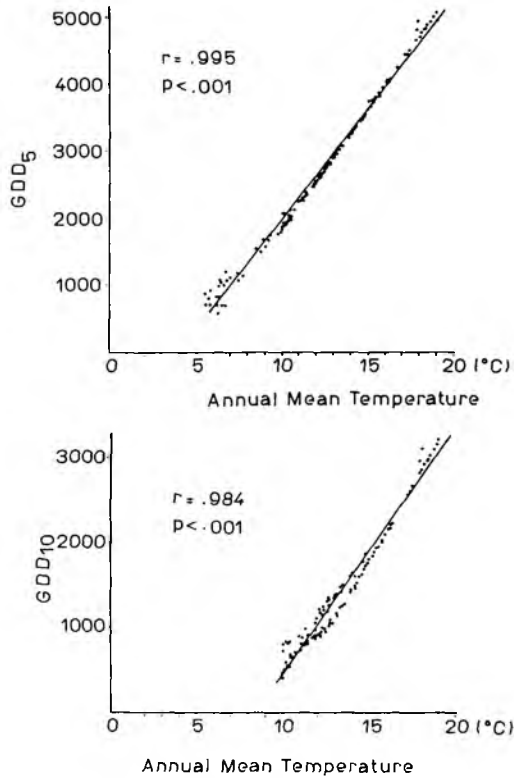 5000
r = .995
p < .001
4000
GDD5
3000
2000
1000
0 5 10 15 20 (°C)
Annual Mean Temperature
3000
r = .984
p < .001
2000
GDD10
1000
0 5 10 15 20 (°C)
Annual Mean Temperature